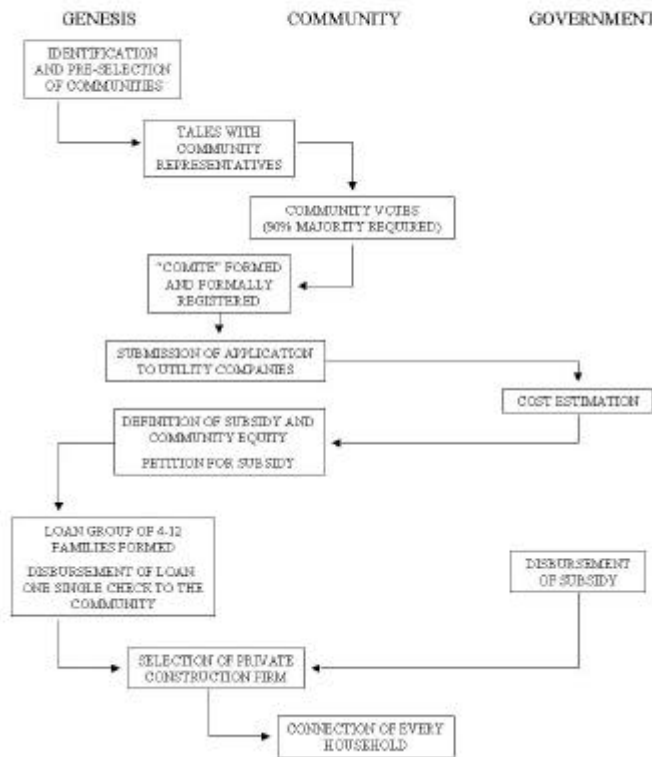 GENESIS
COMMUNITY
GOVERNMENT
IDENTIFICATION
AND PRE-SELECTION
OF COMMUNITIES
TALKS WITH
COMMUNITY
REPRESENTATIVES
COMMUNITY VOTES
(90% MAJORITY REQUIRED)
"COMITE" FORMED
AND FORMALLY
REGISTERED
SUBMISSION OF APPLICATION
TO UTILITY COMPANIES
COST ESTIMATION
DEFINITION OF SUBSIDY AND
COMMUNITY EQUITY
PETITION FOR SUBSIDY
LOAN GROUP OF 4-12
FAMILIES FORMED
DISBURSEMENT OF LOAN
ONE SINGLE CHECK TO THE
COMMUNITY
DISBURSEMENT
OF SUBSIDY
SELECTION OF PRIVATE
CONSTRUCTION FIRM
CONNECTION OF EVERY
HOUSEHOLD